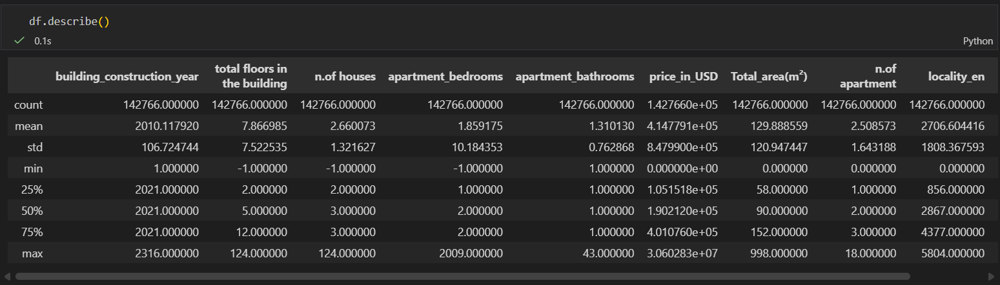 df.describe()
0.1s
Python
building_construction_year total floors in the building n.of houses apartment_bedrooms apartment_bathrooms price_in_USD Total_area(m²) n.of apartment locality_en
count 142766.000000 142766.000000 142766.000000 142766.000000 142766.000000 1.427660e+05 142766.000000 142766.000000 142766.000000
mean 2010.117920 7.866985 2.660073 1.859175 1.310130 4.147791e+05 129.888559 2.508573 2706.604416
std 106.724744 7.522535 1.321627 10.184353 0.762868 8.479900e+05 120.947447 1.643188 1808.367593
min 1.000000 -1.000000 -1.000000 -1.000000 1.000000 0.000000e+00 0.000000 0.000000 0.000000
25% 2021.000000 2.000000 2.000000 1.000000 1.000000 1.051518e+05 58.000000 1.000000 856.000000
50% 2021.000000 5.000000 3.000000 2.000000 1.000000 1.902120e+05 90.000000 2.000000 2867.000000
75% 2021.000000 12.000000 3.000000 2.000000 1.000000 4.010760e+05 152.000000 3.000000 4377.000000
max 2316.000000 124.000000 124.000000 2009.000000 43.000000 3.060283e+07 998.000000 18.000000 5804.000000